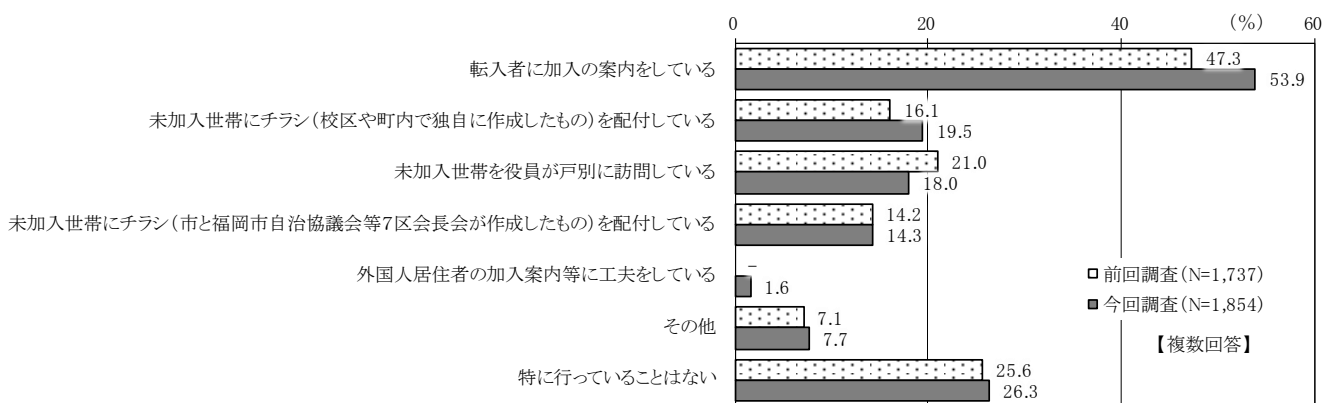 0 20 40 (%) 60
転入者に加入の案内をしている
47.3
53.9
未加入世帯にチラシ(校区や町内で独自に作成したもの)を配付している
16.1
19.5
未加入世帯を役員が戸別に訪問している
21.0
18.0
未加入世帯にチラシ(市と福岡市自治協議会等7区会長会が作成したもの)を配付している
14.2
14.3
外国人居住者の加入案内等に工夫をしている
-
1.6
前回調査(N=1,737)
今回調査(N=1,854)
その他
7.1
7.7
【複数回答】
特に行っていることはない
25.6
26.3